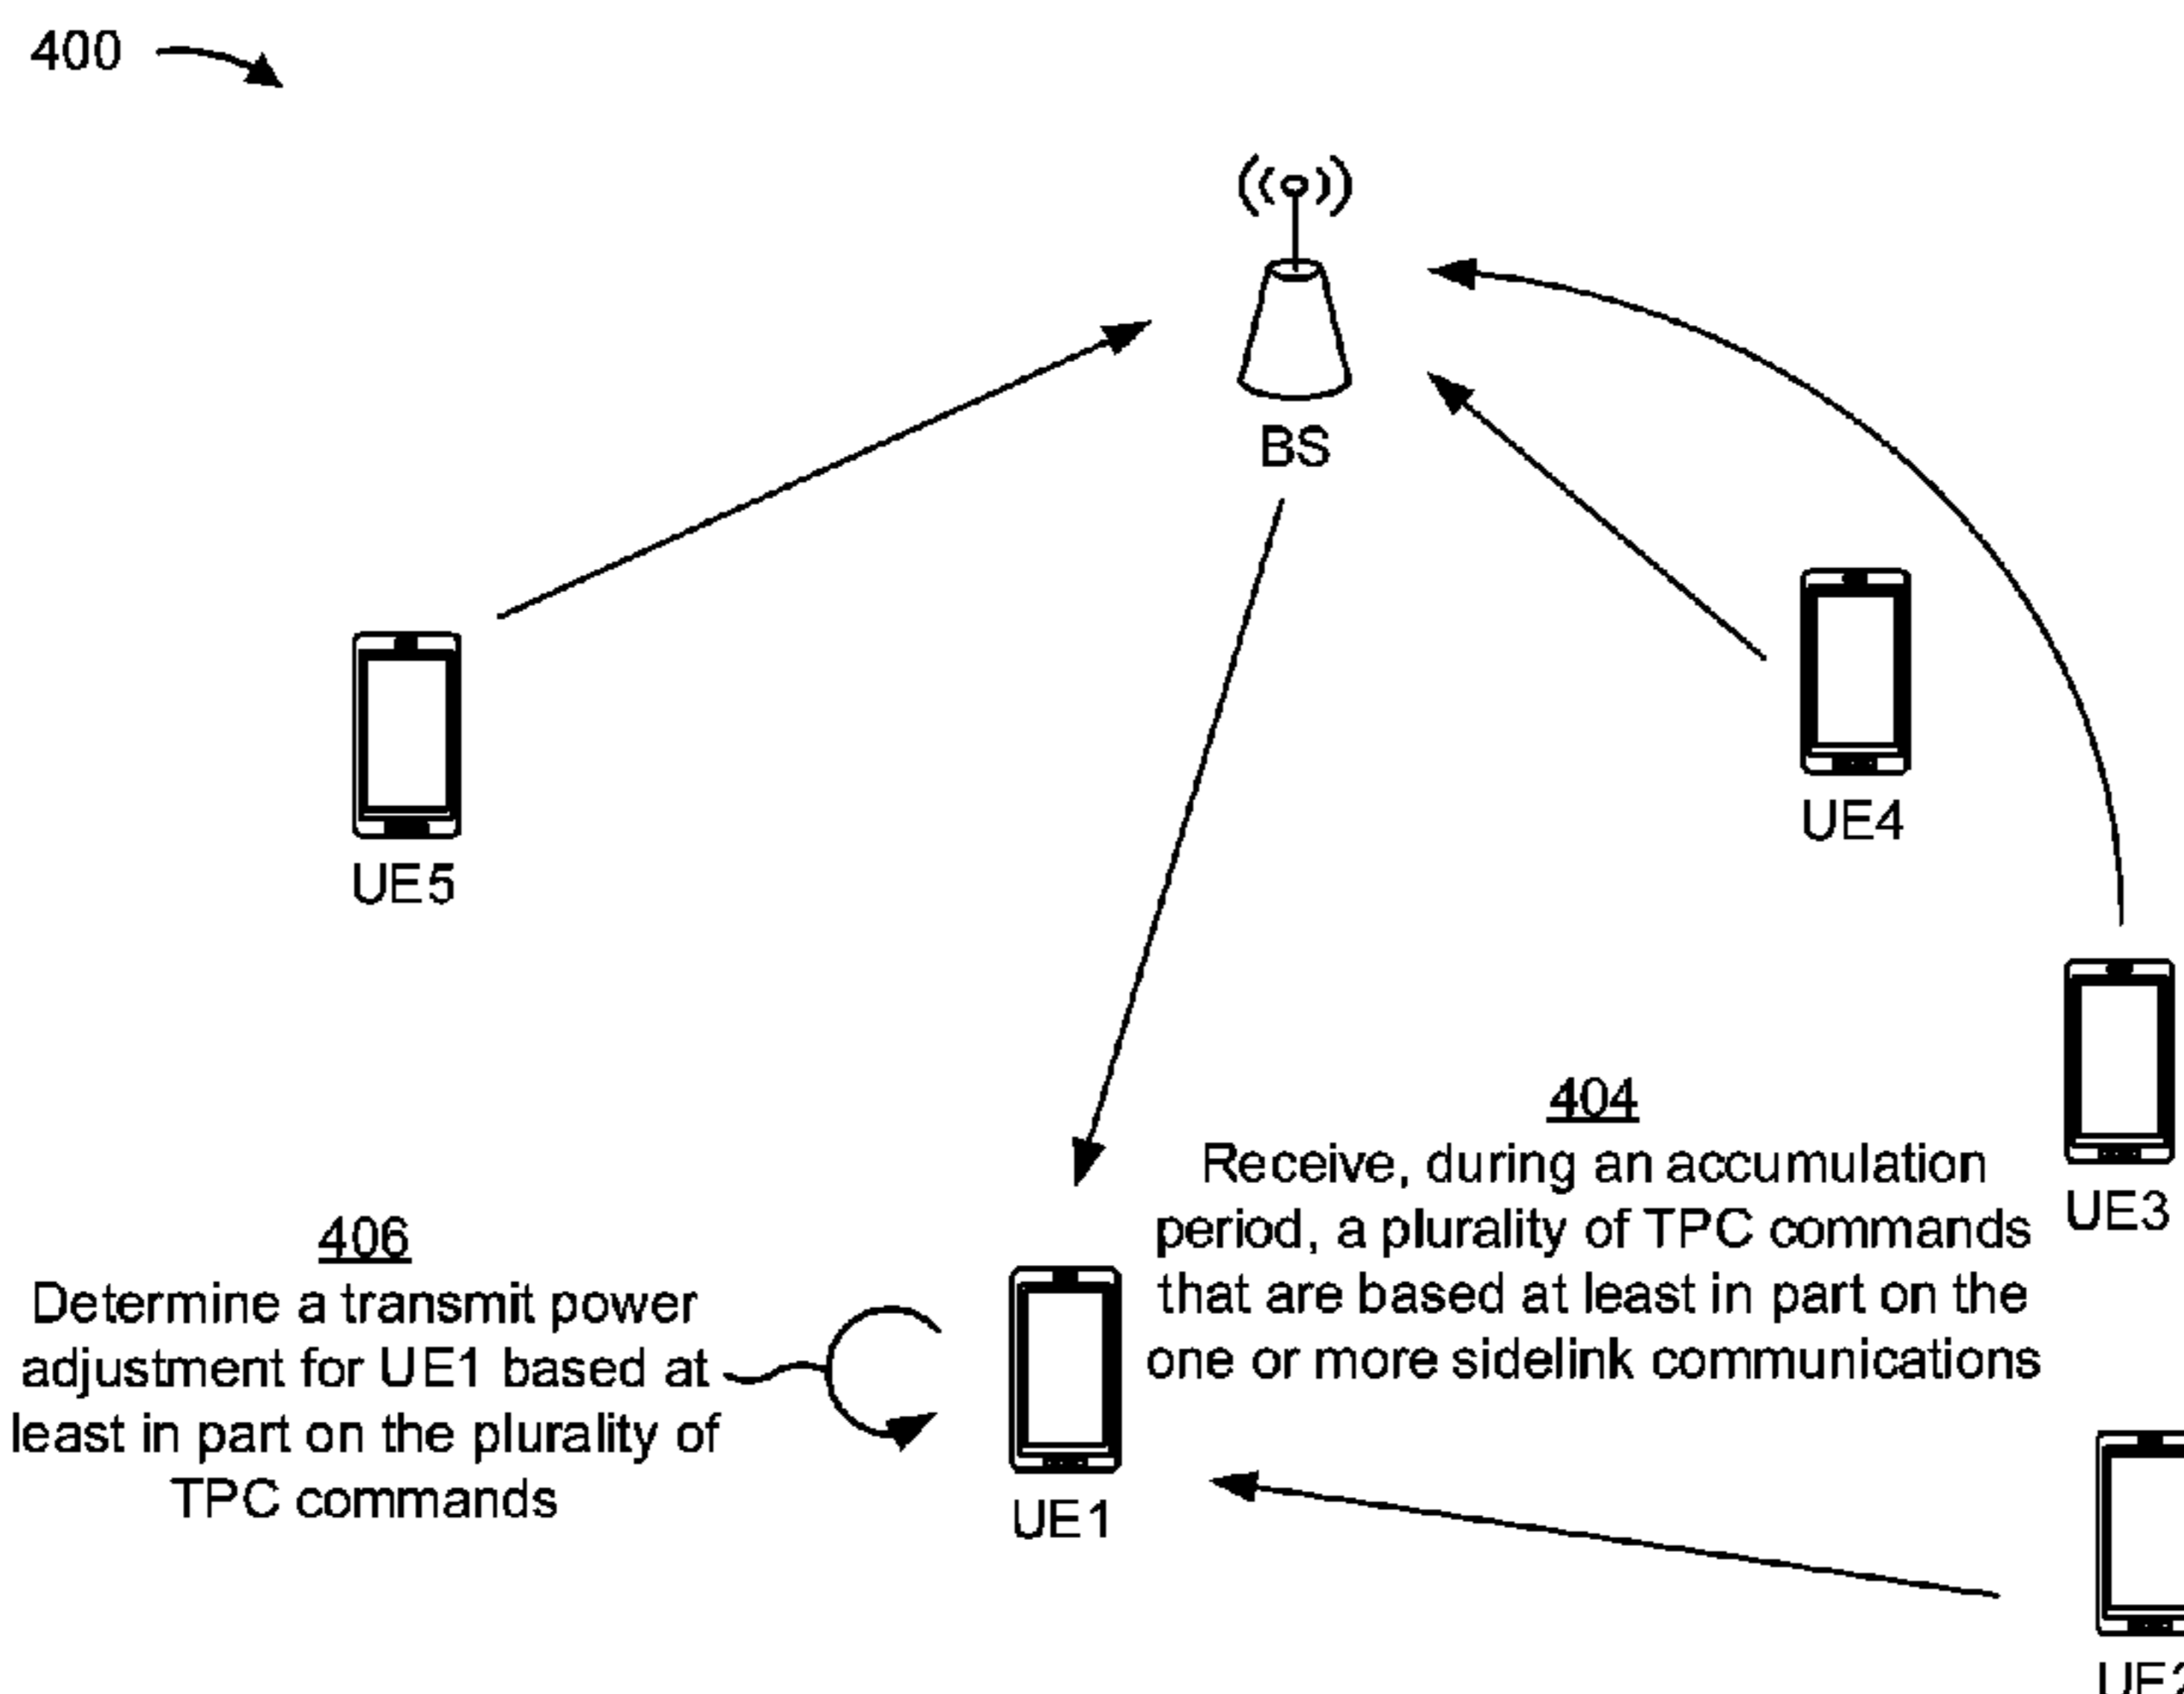 400
BS
UE4
UE5
404
Receive, during an accumulation
period, a plurality of TPC commands
that are based at least in part on the
one or more sidelink communications
UE3
406
Determine a transmit power
adjustment for UE1 based at
least in part on the plurality of
TPC commands
UE1